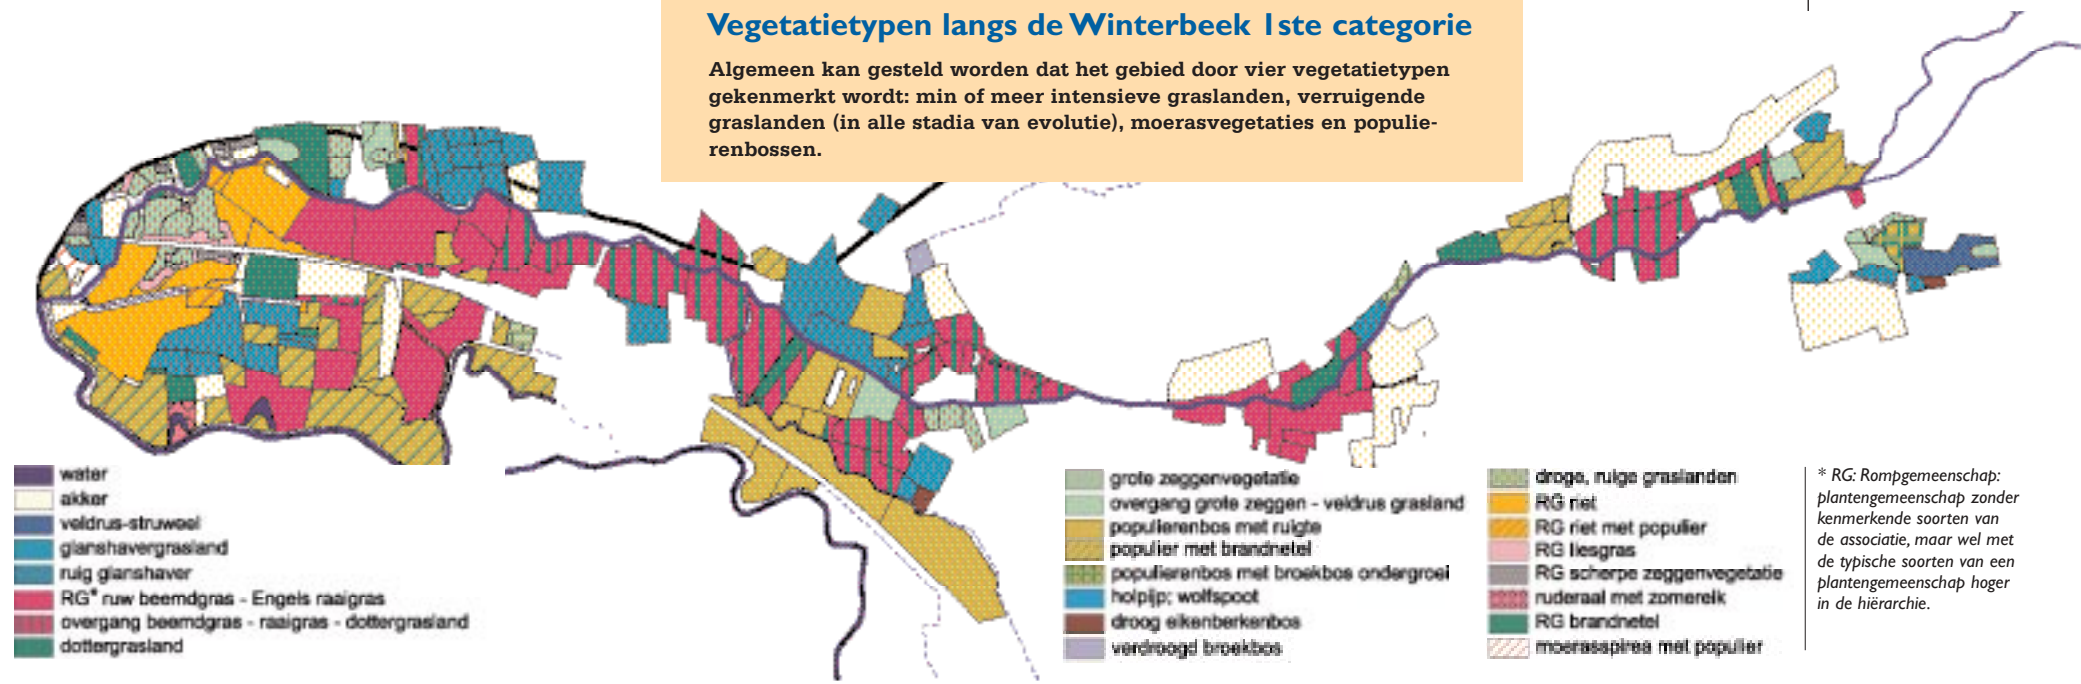 Vegetatietypen langs de Winterbeek 1ste categorie
Algemeen kan gesteld worden dat het gebied door vier vegetatietypen
gekenmerkt wordt: min of meer intensieve graslanden, verruigende
graslanden (in alle stadia van evolutie), moerasvegetaties en populie-
renbossen.
water
akker
veldrus-struweel
glanshavergrasland
ruig glanshaver
RG* ruw beemdgras - Engels raaigras
overgang beemdgras - raaigras - dottergrasland
dottergrasland
grote zeggenvegetatie
overgang grote zeggen - veldrus grasland
populierenbos met ruigte
populier met brandnetel
populierenbos met broekbos ondergroei
holpijp; wolfspoot
droog eikenberkenbos
verdroogd broekbos
droge, ruige graslanden
RG riet
RG riet met populier
RG liesgras
RG scherpe zeggenvegetatie
ruderaal met zomereik
RG brandnetel
moerasspirea met populier
* RG: Rompgemeenschap:
plantengemeenschap zonder
kenmerkende soorten van
de associatie, maar wel met
de typische soorten van een
plantengemeenschap hoger
in de hiërarchie.